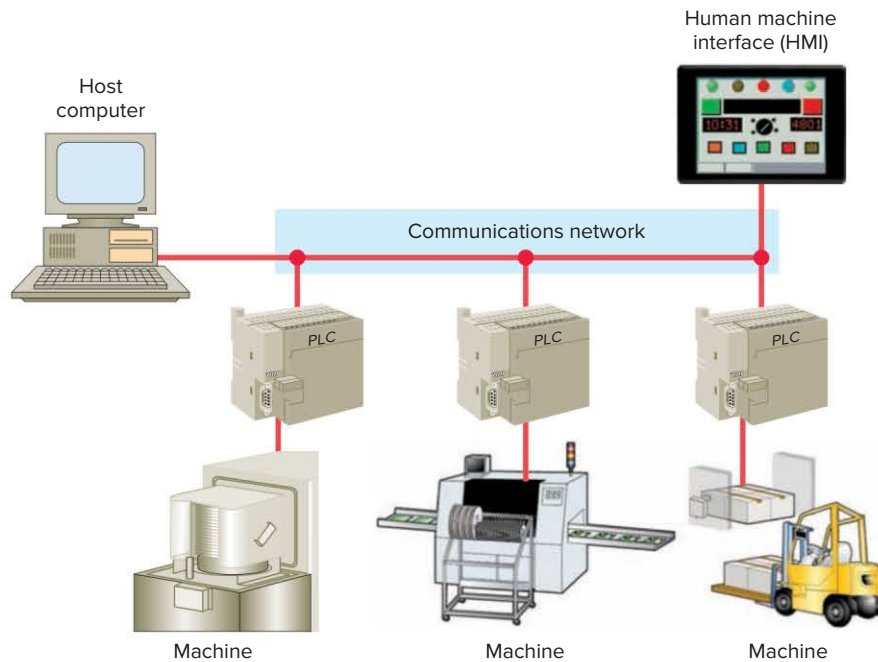 Human machine
interface (HMI)
Host
computer
10:31
4801
Communications network
PLC
PLC
PLC
Machine
Machine
Machine